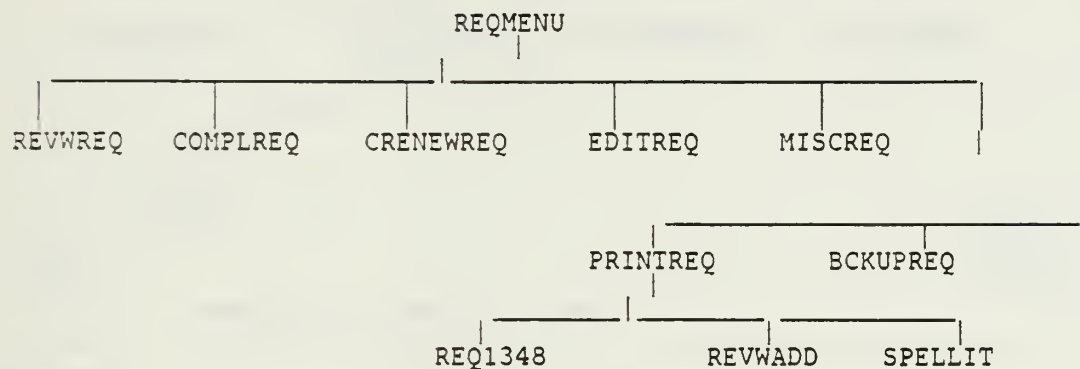 REQMENU
REVWREQ COMPLREQ CRENEWREQ EDITREQ MISCREQ
PRINTREQ BCKUPREQ
REQ1348 REVWADD SPELLIT